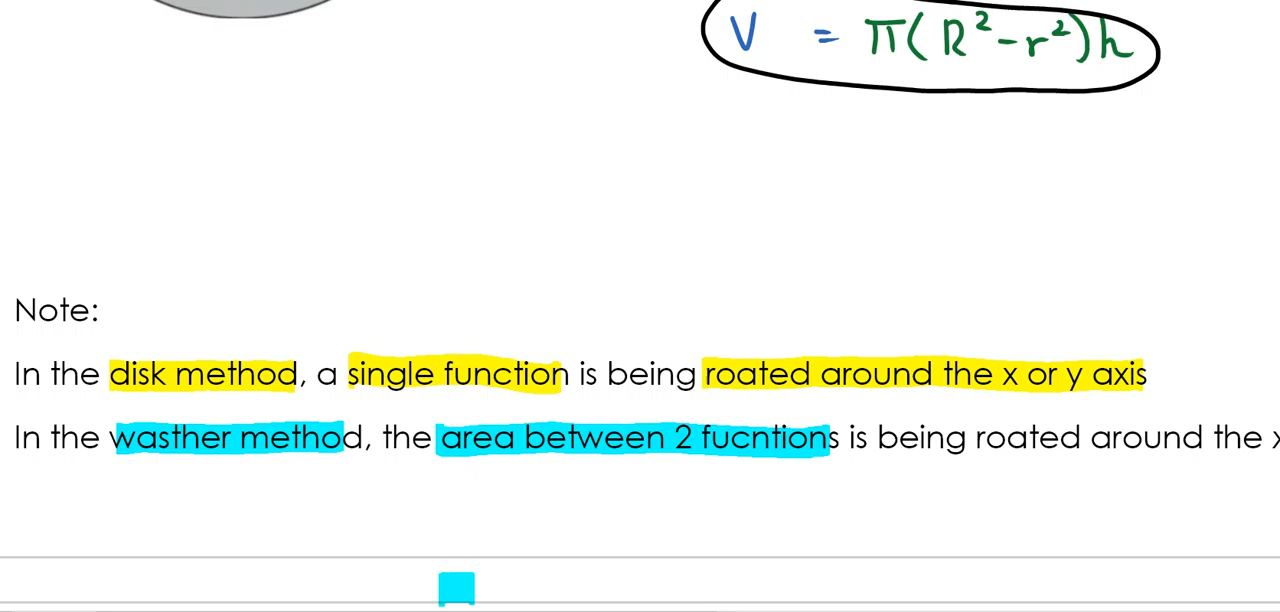 V = π(R²-r²)h
Note:
In the disk method, a single function is being roated around the x or y axis
In the wasther method, the area between 2 fucntions is being roated around the x